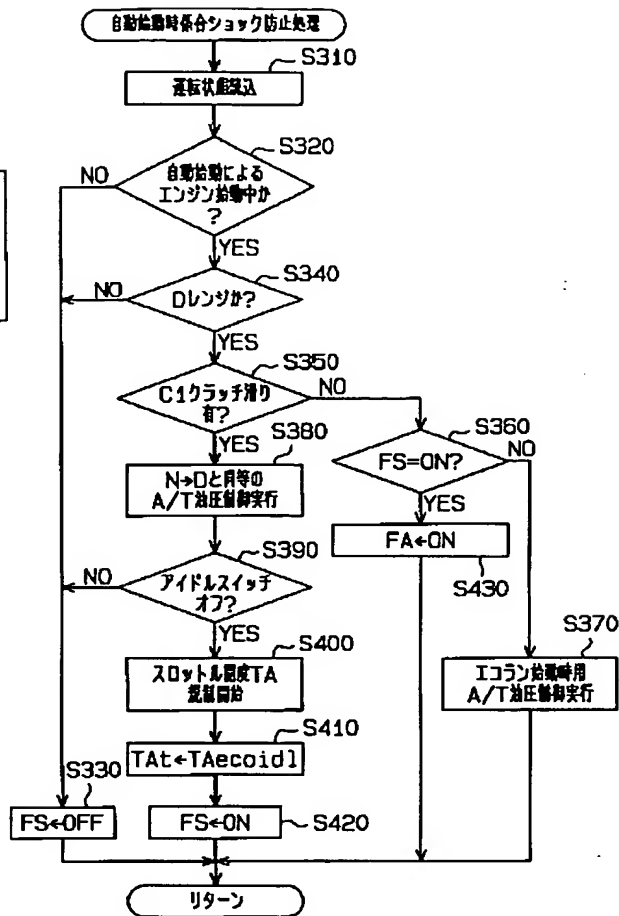 自動始動時係合ショック防止処理
S310
運転状態読込
S320
自動始動による
エンジン始動中か
?
NO
YES
S340
Dレンジか?
NO
YES
S350
C1クラッチ滑り
有?
NO
YES
S360
FS=ON?
NO
YES
S380
N→Dと同等の
A/T油圧制御実行
FA←ON
S430
S390
アイドルスイッチ
オフ?
NO
YES
S370
エコラン始動時用
A/T油圧制御実行
S400
スロットル開度TA
規制開始
S410
TAt←TAecoidl
S330
FS←OFF
FS←ON
S420
リターン